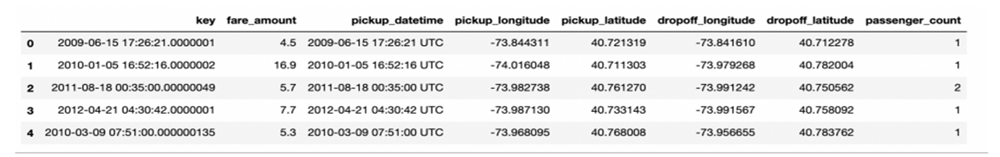 key fare_amount pickup_datetime pickup_longitude pickup_latitude dropoff_longitude dropoff_latitude passenger_count
0 2009-06-15 17:26:21.0000001 4.5 2009-06-15 17:26:21 UTC -73.844311 40.721319 -73.841610 40.712278 1
1 2010-01-05 16:52:16.0000002 16.9 2010-01-05 16:52:16 UTC -74.016048 40.711303 -73.979268 40.782004 1
2 2011-08-18 00:35:00.00000049 5.7 2011-08-18 00:35:00 UTC -73.982738 40.761270 -73.991242 40.750562 2
3 2012-04-21 04:30:42.0000001 7.7 2012-04-21 04:30:42 UTC -73.987130 40.733143 -73.991567 40.758092 1
4 2010-03-09 07:51:00.000000135 5.3 2010-03-09 07:51:00 UTC -73.968095 40.768008 -73.956655 40.783762 1